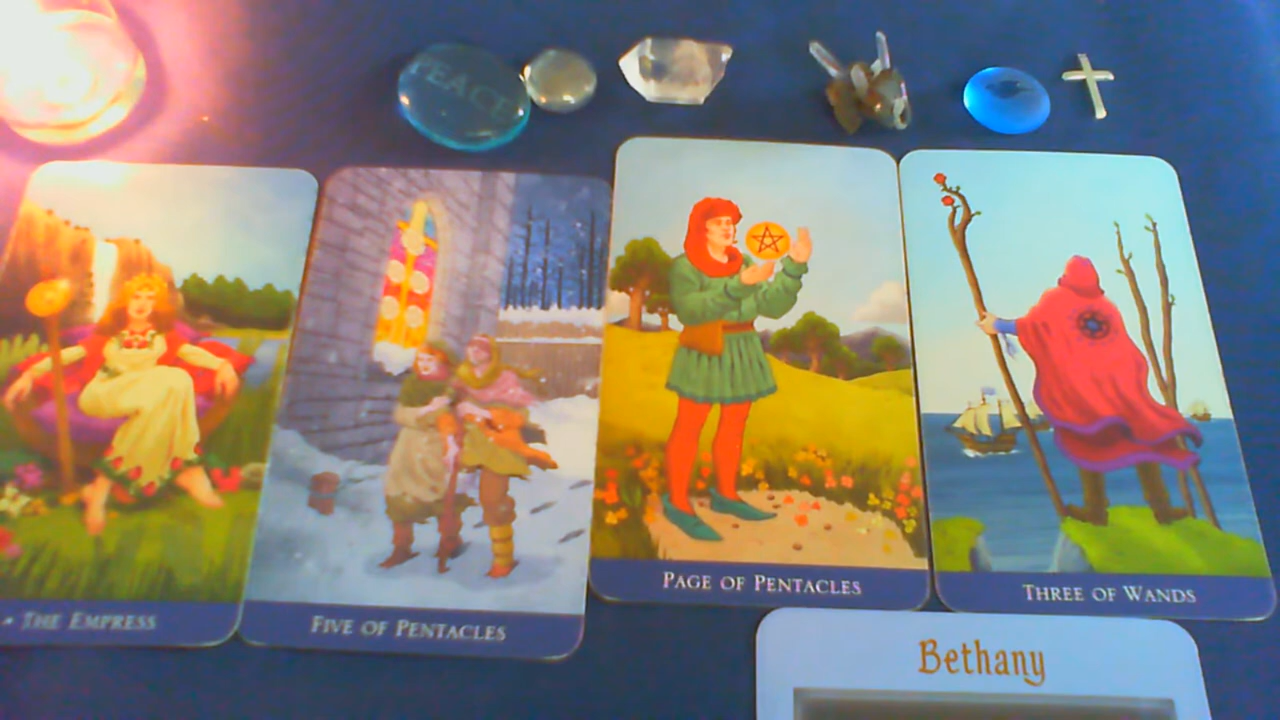 PEACE
THE EMPRESS
FIVE OF PENTACLES
PAGE OF PENTACLES
THREE OF WANDS
Bethany